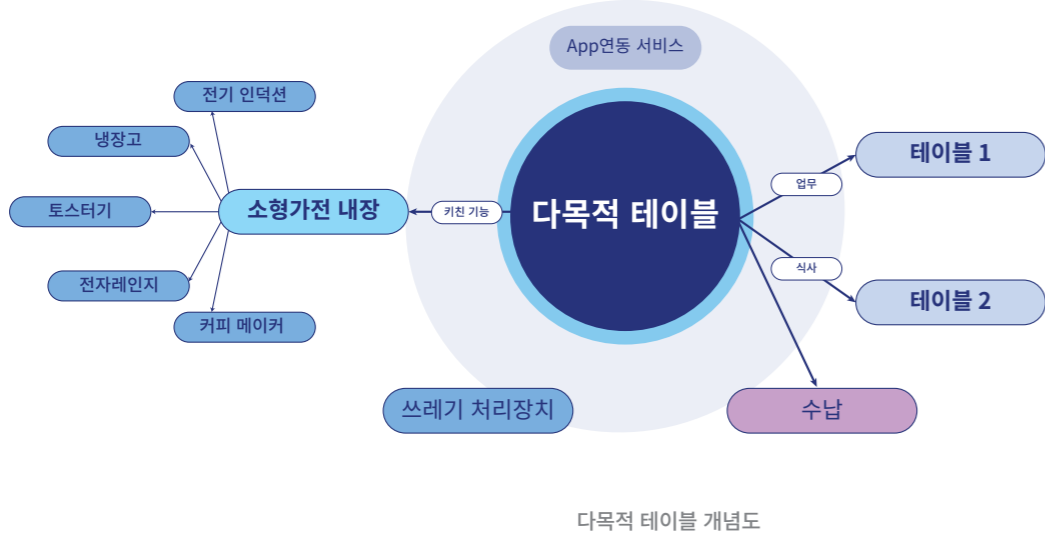 App연동 서비스
전기 인덕션
냉장고
토스터기
전자레인지
커피 메이커
소형가전 내장
키친 기능
다목적 테이블
업무
식사
테이블 1
테이블 2
쓰레기 처리장치
수납
다목적 테이블 개념도